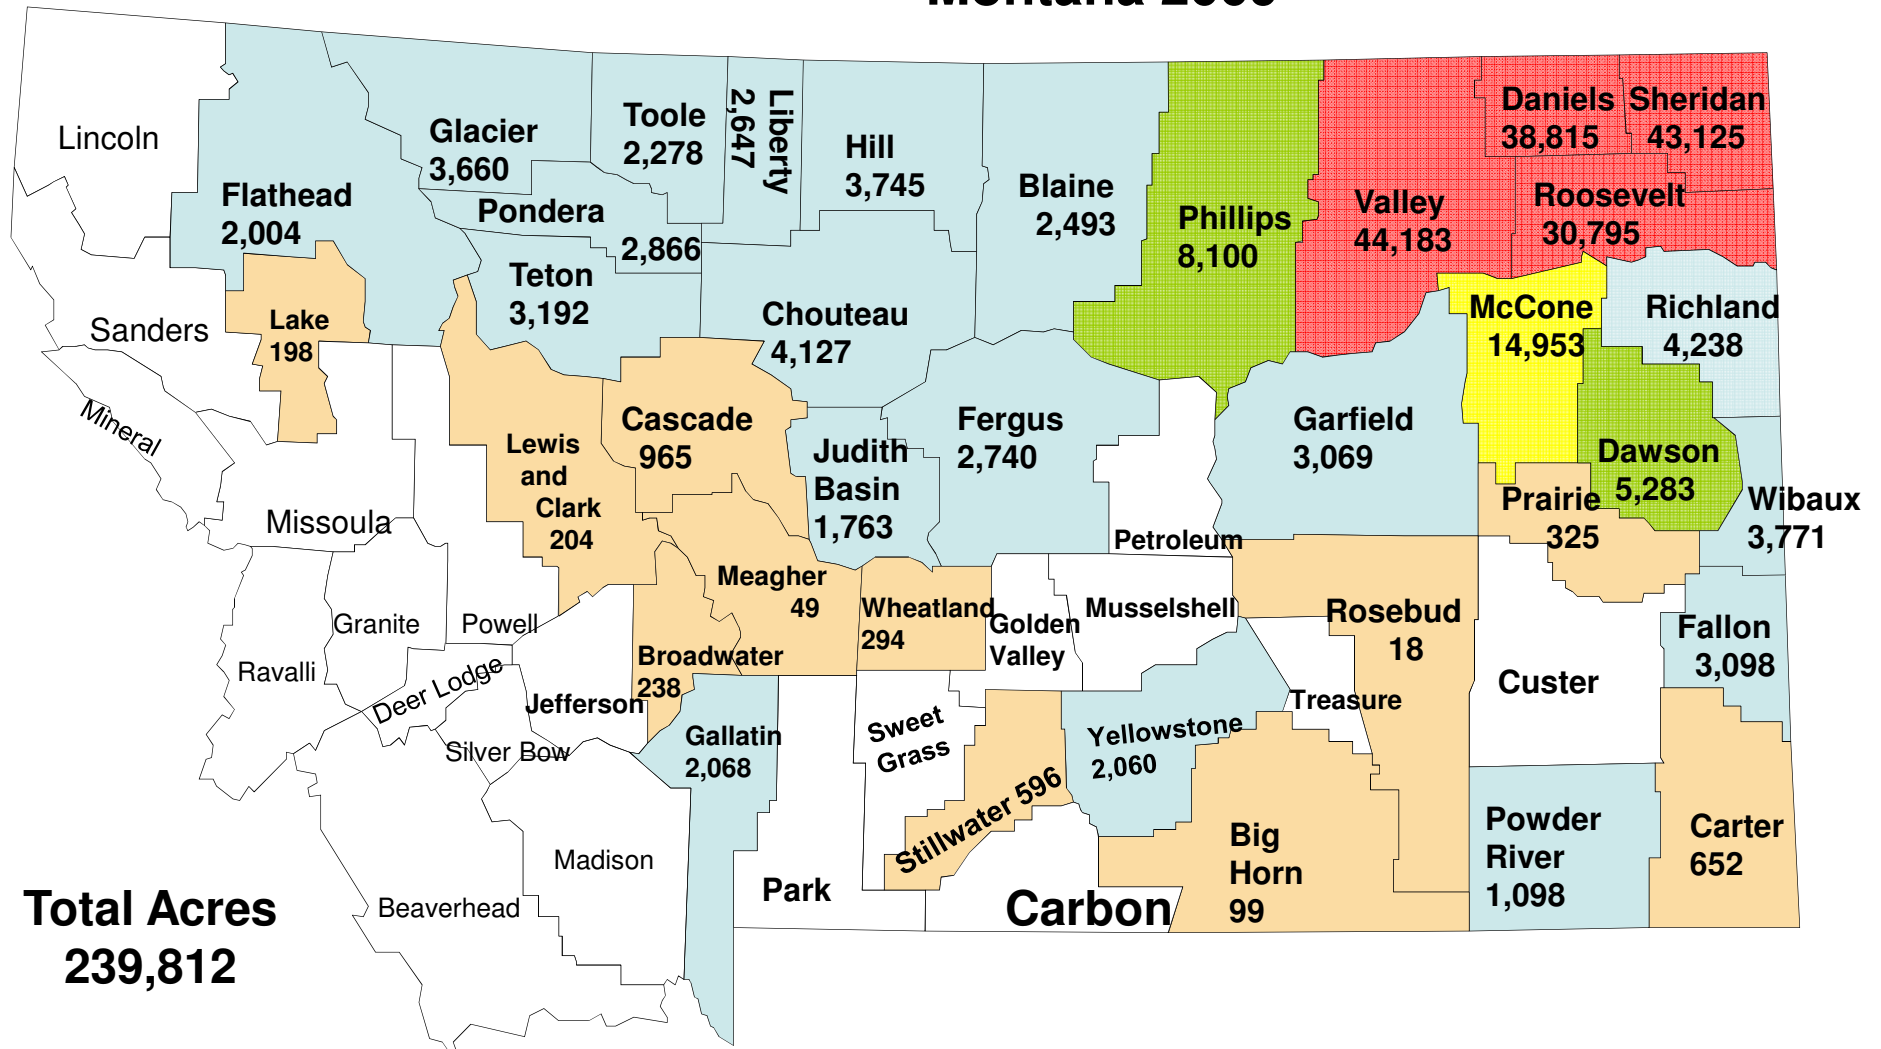 Lincoln
Flathead
2,004
Glacier
3,660
Toole
2,278
Liberty
2,647
Hill
3,745
Blaine
2,493
Phillips
8,100
Valley
44,183
Daniels
38,815
Sheridan
43,125
Roosevelt
30,795
Pondera
2,866
Teton
3,192
Chouteau
4,127
McCone
14,953
Richland
4,238
Sanders
Lake
198
Mineral
Missoula
Lewis
and
Clark
204
Cascade
965
Judith
Basin
1,763
Fergus
2,740
Petroleum
Garfield
3,069
Dawson
5,283
Prairie
325
Wibaux
3,771
Ravalli
Granite
Powell
Deer Lodge
Silver Bow
Jefferson
Broadwater
238
Meagher
49
Wheatland
294
Golden
Valley
Musselshell
Rosebud
18
Treasure
Custer
Fallon
3,098
Gallatin
2,068
Sweet
Grass
Stillwater 596
Yellowstone
2,060
Big
Horn
99
Powder
River
1,098
Carter
652
Madison
Beaverhead
Park
Carbon
Total Acres
239,812